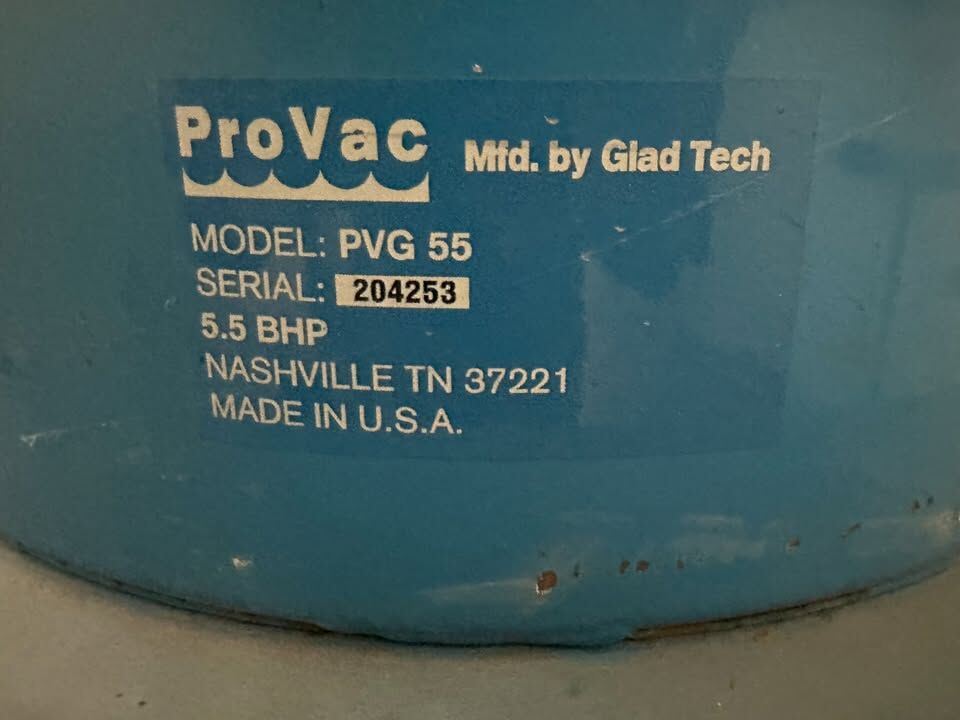 ProVac Mfd. by Glad Tech
MODEL: PVG 55
SERIAL: 204253
5.5 BHP
NASHVILLE TN 37221
MADE IN U.S.A.